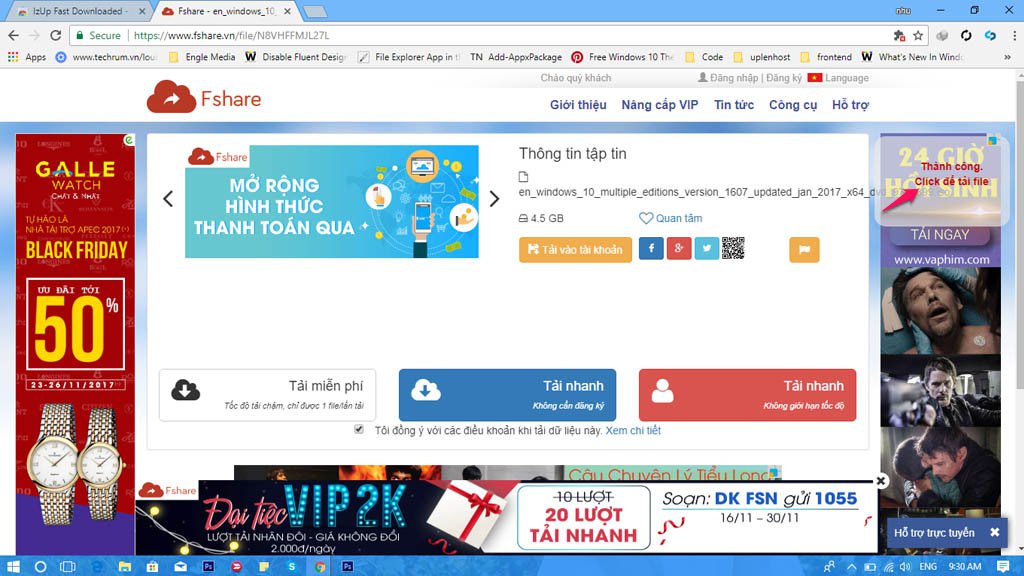 IzUp Fast Downloaded -
Fshare - en_windows_10_
nhu
Secure
https://www.fshare.vn/file/N8VHFFMJL27L
Apps
www.techrum.vn/lou
Engle Media
Disable Fluent Design
File Explorer App in t
TN Add-AppxPackage
Free Windows 10 The
Code
uplenhost
frontend
What's New In Windo
Chào quý khách
Đăng nhập | Đăng ký
Language
Fshare
Giới thiệu
Nâng cấp VIP
Tin tức
Công cụ
Hỗ trợ
GALLE
WATCH
CHẤT & NHẤT
TỰ HÀO LÀ
NHÀ TÀI TRỢ APEC 2017
BLACK FRIDAY
ƯU ĐÃI TỚI
50%
23-26/11/2017
Fshare
MỞ RỘNG
HÌNH THỨC
THANH TOÁN QUA
Thông tin tập tin
en_windows_10_multiple_editions_version_1607_updated_jan_2017_x64_dvd
4.5 GB
Quan tâm
Tải vào tài khoản
24 GIỜ
Thành công.
Click để tải file
TẢI NGAY
www.vaphim.com
Tải miễn phí
Tốc độ tải chậm, chỉ được 1 file/lần tải
Tải nhanh
Không cần đăng ký
Tải nhanh
Không giới hạn tốc độ
Tôi đồng ý với các điều khoản khi tải dữ liệu này. Xem chi tiết
Câu Chuyện Lý Tiểu Long
Fshare
Đại tiệc VIP2K
LƯỢT TẢI NHÂN ĐÔI - GIÁ KHÔNG ĐỔI
2.000đ/ngày
10 LƯỢT
20 LƯỢT
TẢI NHANH
Soạn: DK FSN gửi 1055
16/11 – 30/11
Hỗ trợ trực tuyến
ENG
9:30 AM